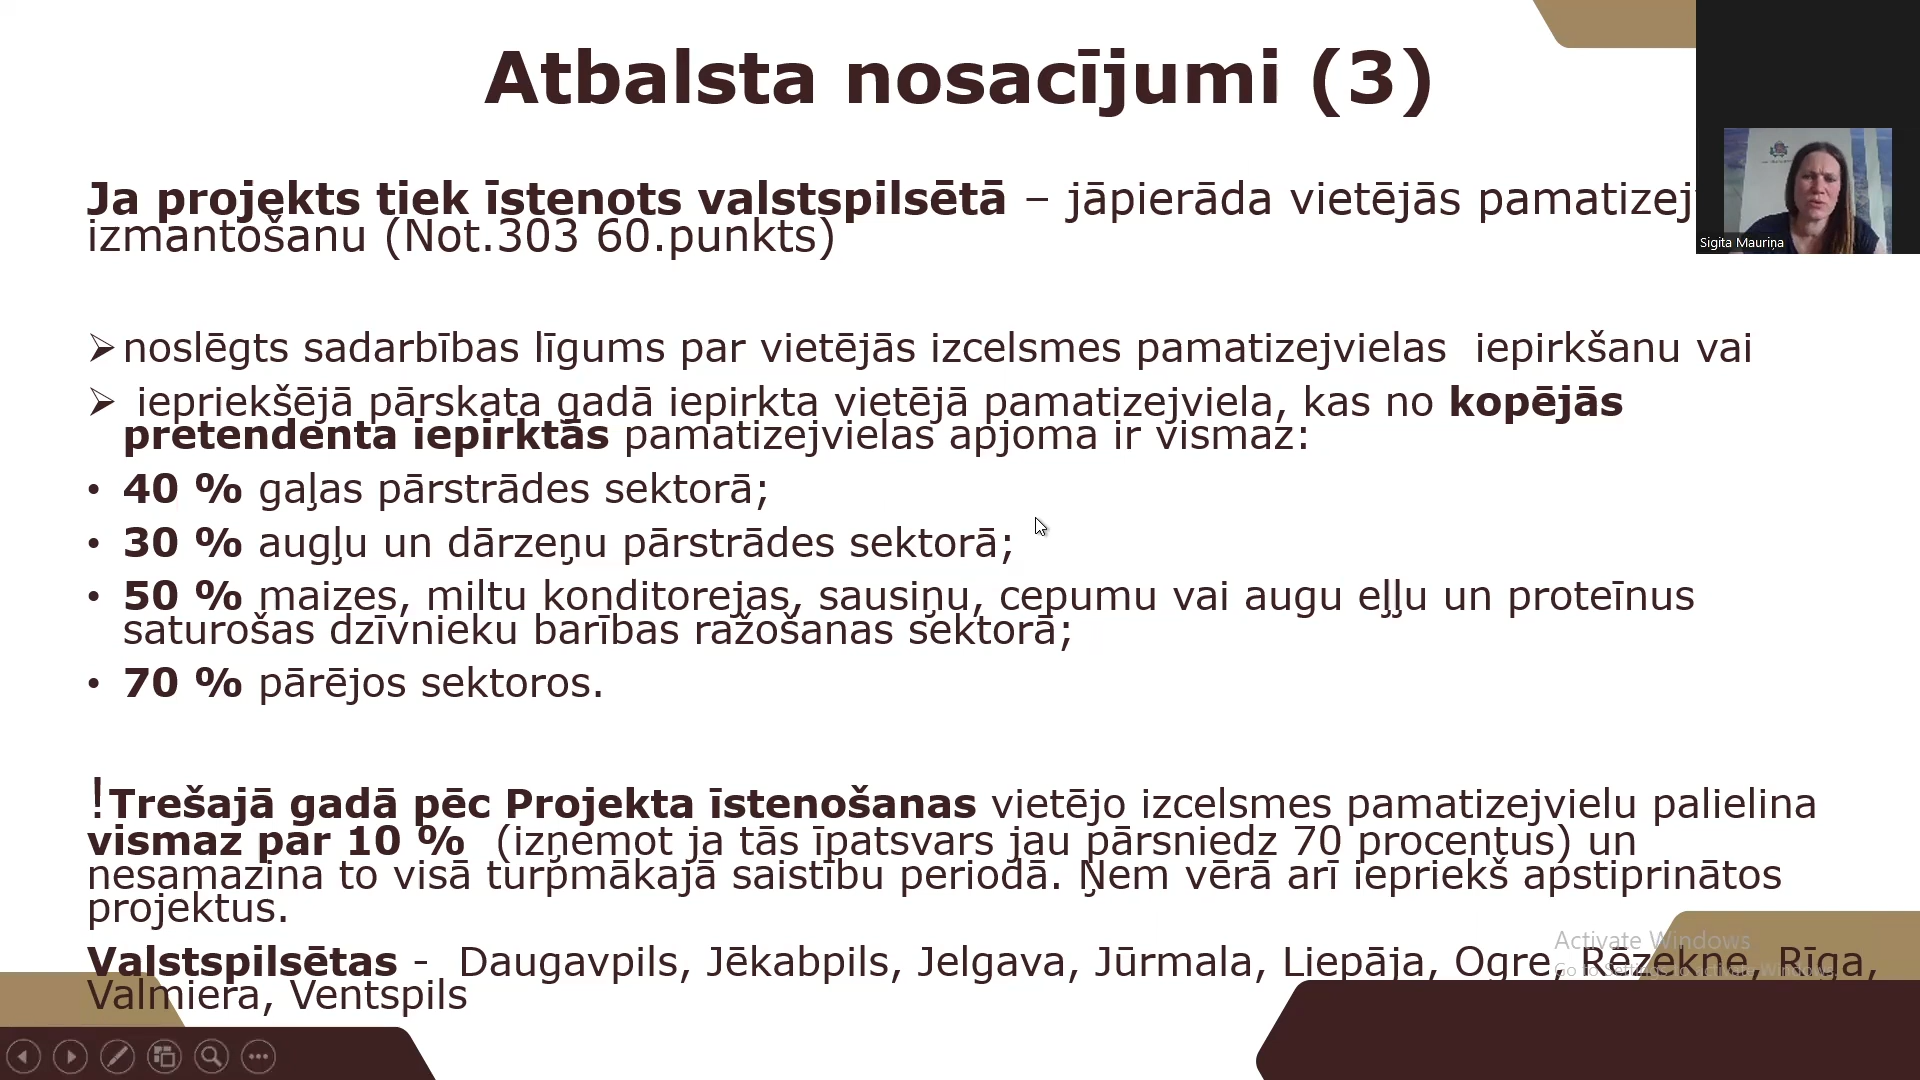 Atbalsta nosacījumi (3)
Ja projekts tiek īstenots valstspilsētā – jāpierāda vietējās
izmantošanu (Not.303 60.punkts)
Sigita Mauriņa
➢noslēgts sadarbības līgums par vietējās izcelsmes pamatizejvielas iepirkšanu vai
➢ iepriekšējā pārskata gadā iepirkta vietējā pamatizejviela, kas no kopējās
pretendenta iepirktās pamatizejvielas apjoma ir vismaz:
• 40 % gaļas pārstrādes sektorā;
• 30 % augļu un dārzeņu pārstrādes sektorā;
• 50 % maizes, miltu konditorejas, sausiņu, cepumu vai augu eļļu un proteīnus
saturošas dzīvnieku barības ražošanas sektorā;
• 70 % pārējos sektoros.
!Trešajā gadā pēc Projekta īstenošanas vietējo izcelsmes pamatizejvielu palielina
vismaz par 10 % (izņemot ja tās īpatsvars jau pārsniedz 70 procentus) un
nesamazina to visā turpmākajā saistību periodā. Ņem vērā arī iepriekš apstiprinātos
projektus.
Activate Windows
Go to Settings to activate Windows.
Valstspilsētas - Daugavpils, Jēkabpils, Jelgava, Jūrmala, Liepāja, Ogre, Rēzekne, Rīga,
Valmiera, Ventspils